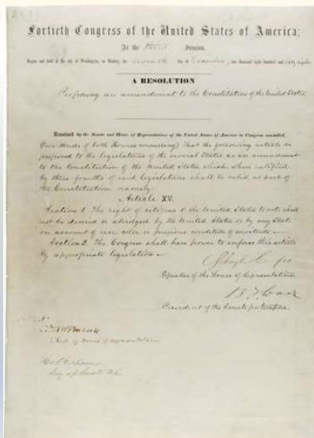 Fortieth Congress of the United States of America;
At the Third Session,
Begun and held at the city of Washington, on Monday, the seventh day of December, one thousand eight hundred and sixty-eight.
A RESOLUTION
Proposing an amendment to the Constitution of the United States.
Resolved by the Senate and House of Representatives of the United States of America in Congress assembled,
(two-thirds of both Houses concurring) That the following article be
proposed to the legislatures of the several States as an amendment
to the Constitution of the United States which, when ratified
by three-fourths of said legislatures shall be valid as part of
the Constitution, namely:
Article XV.
Section 1. The right of citizens of the United States to vote shall
not be denied or abridged by the United States or by any State
on account of race, color, or previous condition of servitude—
Section 2. The Congress shall have power to enforce this article
by appropriate legislation—
Speaker of the House of Representatives.
B F Wade
President of the Senate pro tempore.
Clerk of House of Representatives